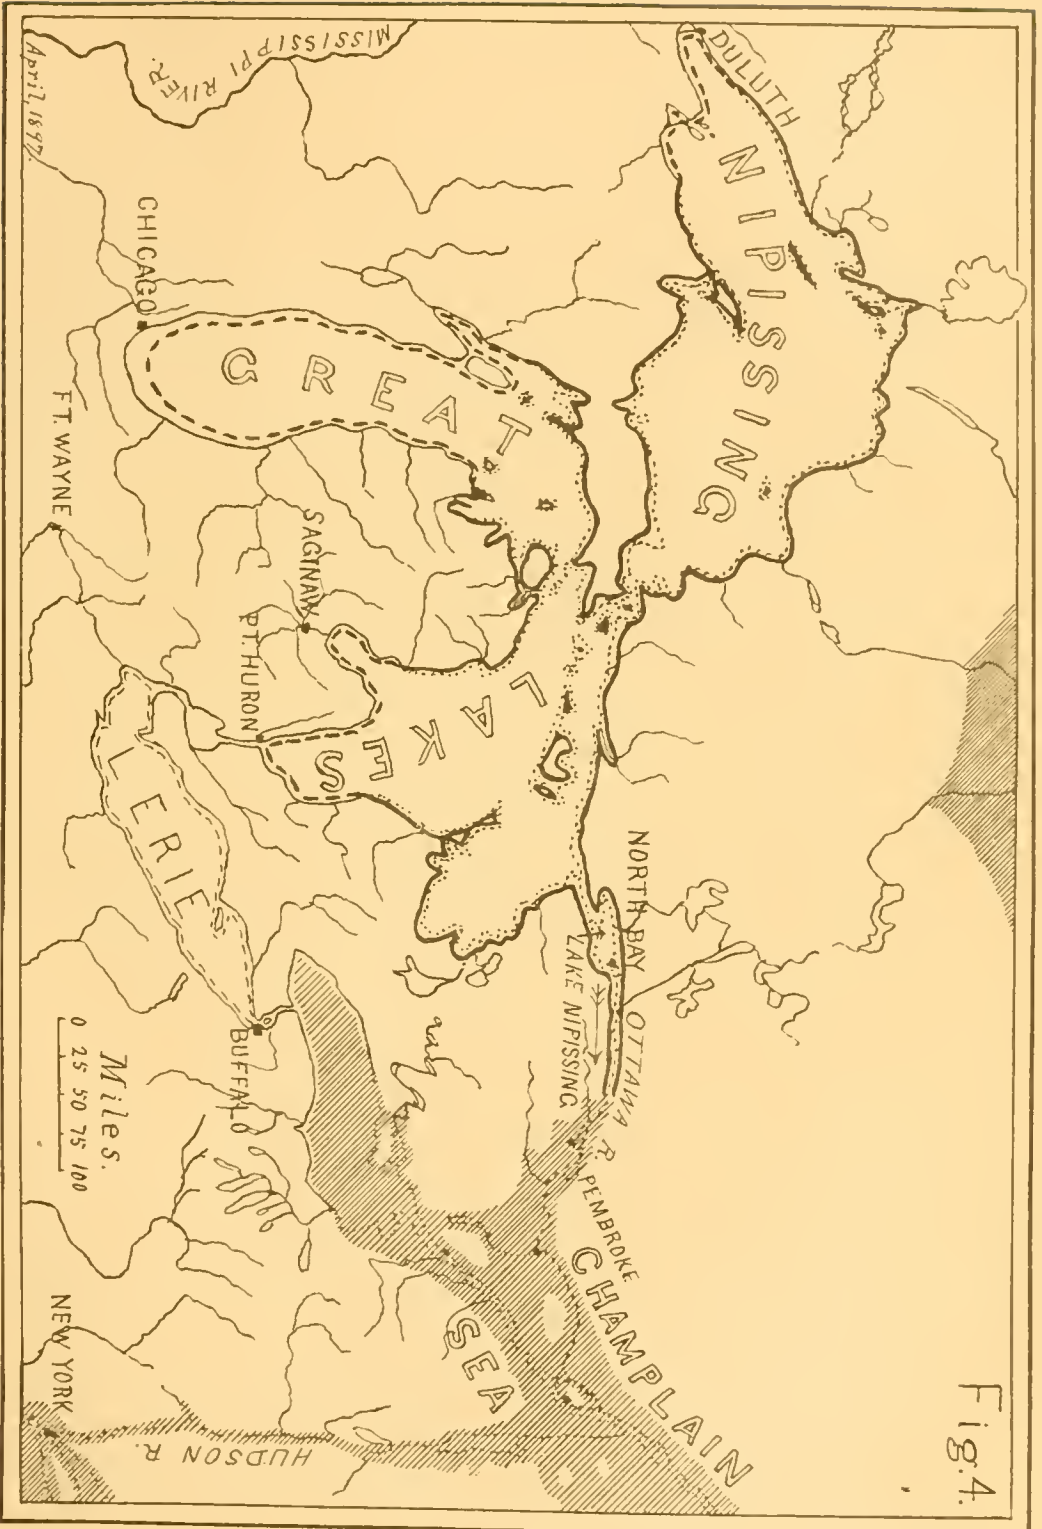 Fig. 4.
DULUTH
NIPISSING
GREAT
LAKES
MISSISSIPPI RIVER.
CHICAGO
FT. WAYNE
SAGINAW
PT. HURON
L. ERIE
BUFFALO
NORTH BAY
LAKE NIPISSING
OTTAWA R.
PEMBROKE
CHAMPLAIN
SEA
HUDSON R.
NEW YORK
Miles.
0 25 50 75 100
April, 1897.